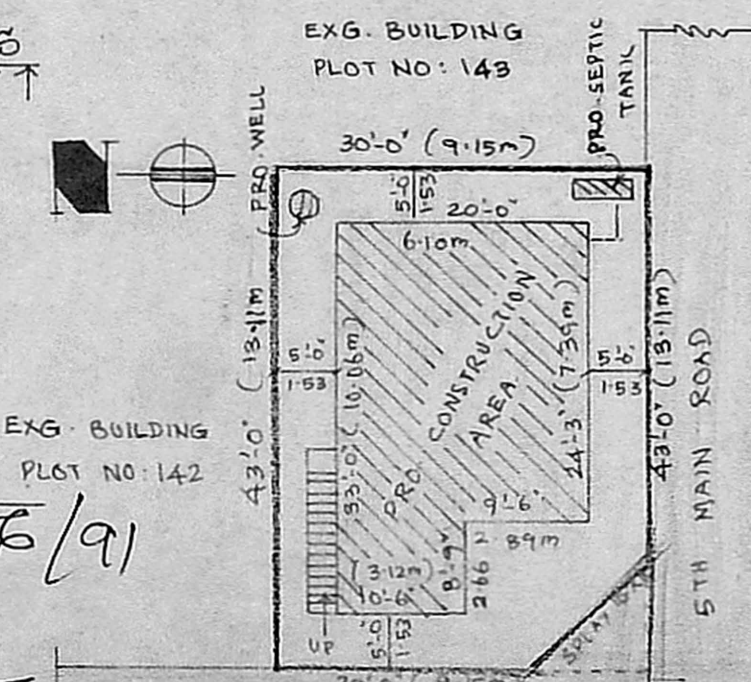 EXG. BUILDING
PLOT NO: 143
PRO. SEPTIC
TANK
PRO. WELL
30'-0" (9.15m)
5'-0"
1.53
20'-0"
6.10m
43'-0" (13.11m
5'-0"
1.53
33'-0" (10.06m)
PRO. CONSTRUCTION
AREA
24'-3" (7.39m)
5'-0"
1.53
43'-0" (13.11m)
5TH MAIN ROAD
EXG. BUILDING
PLOT NO: 142
6/91
9'-6"
2.89m
8'-9"
2.66
(3.12m)
10'-6"
UP
5'-0"
1.53
SPLAY